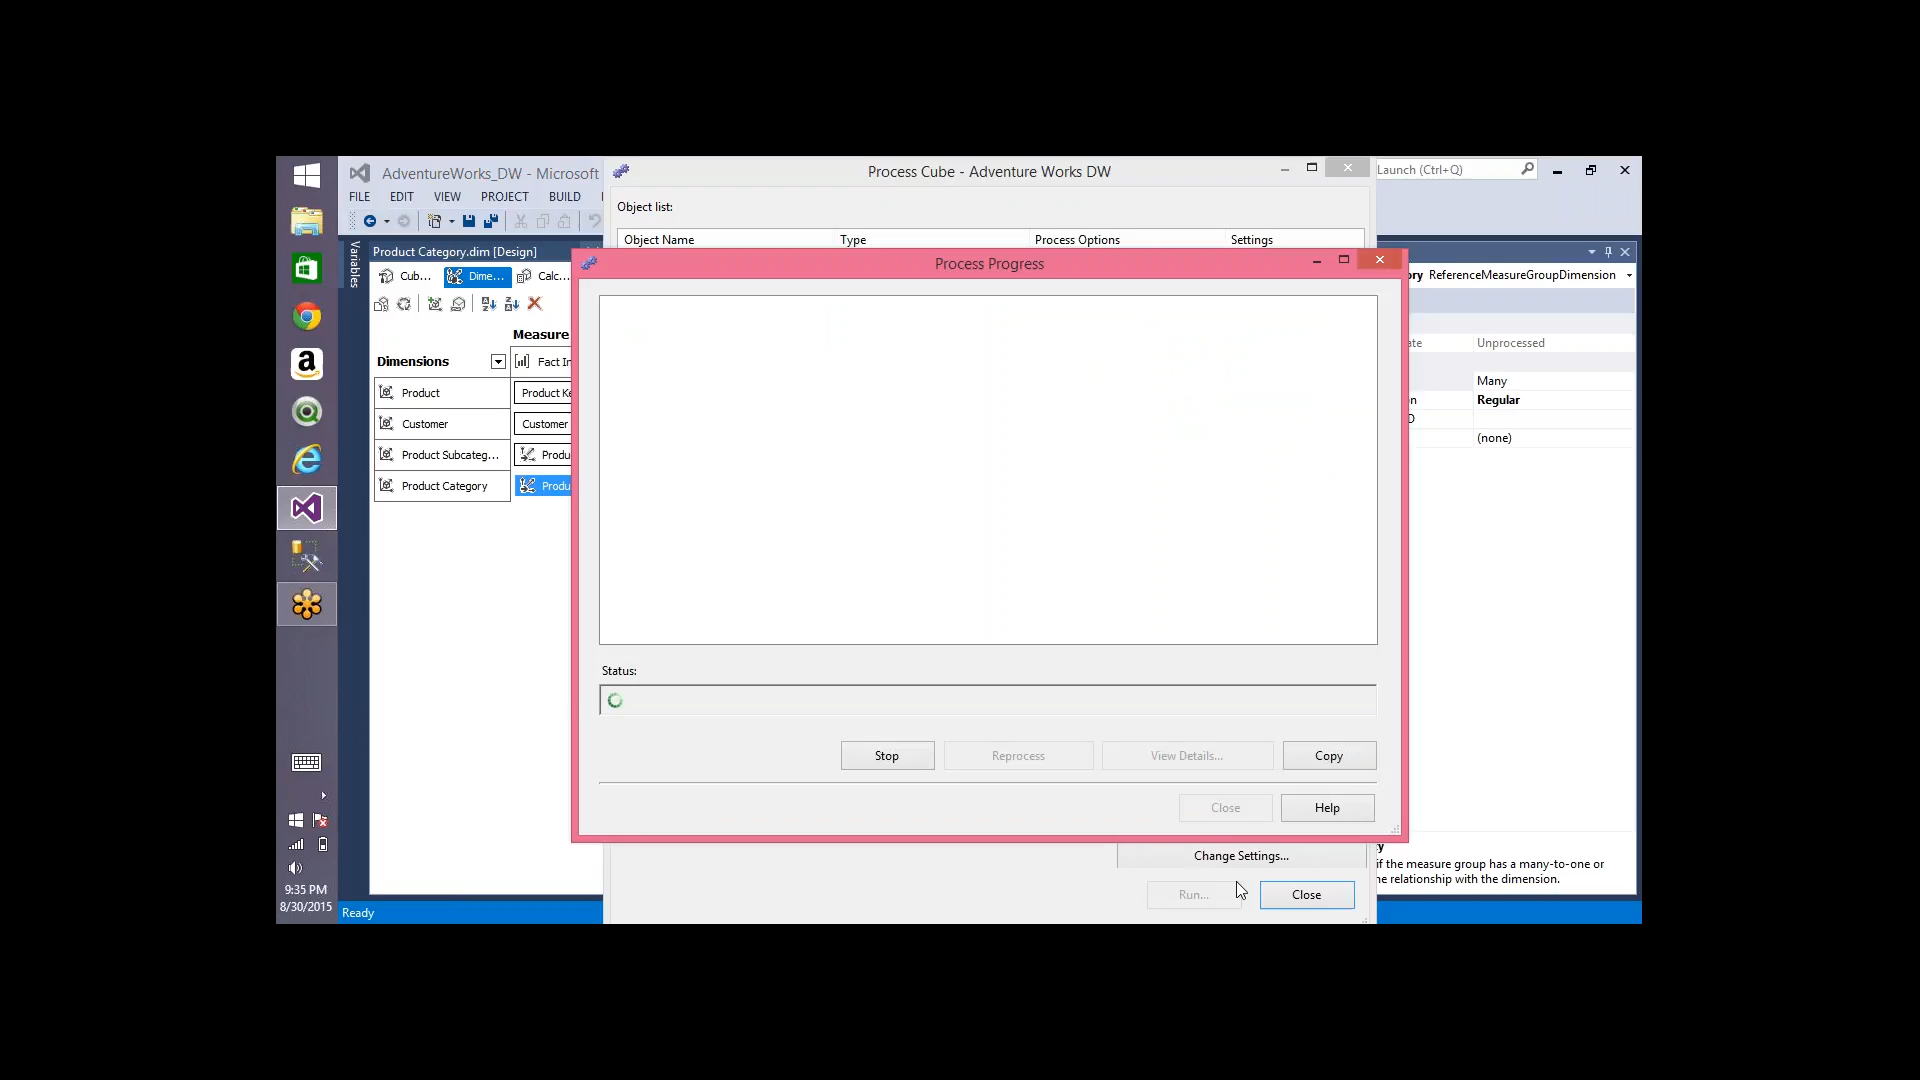 AdventureWorks_DW - Microsoft
Process Cube - Adventure Works DW
Launch (Ctrl+Q)
FILE EDIT VIEW PROJECT BUILD
Object list:
Object Name Type Process Options Settings
Variables
Product Category.dim [Design]
Process Progress
Cub... Dime... Calc...
ory ReferenceMeasureGroupDimension
Measure
Dimensions
Fact In
ate Unprocessed
Product
Product Ke
Many
n Regular
Customer
Customer
Product Subcateg...
Produ
(none)
Product Category
Produ
Status:
Stop Reprocess View Details... Copy
Close Help
Change Settings...
if the measure group has a many-to-one or
ne relationship with the dimension.
Run... Close
9:35 PM
8/30/2015
Ready